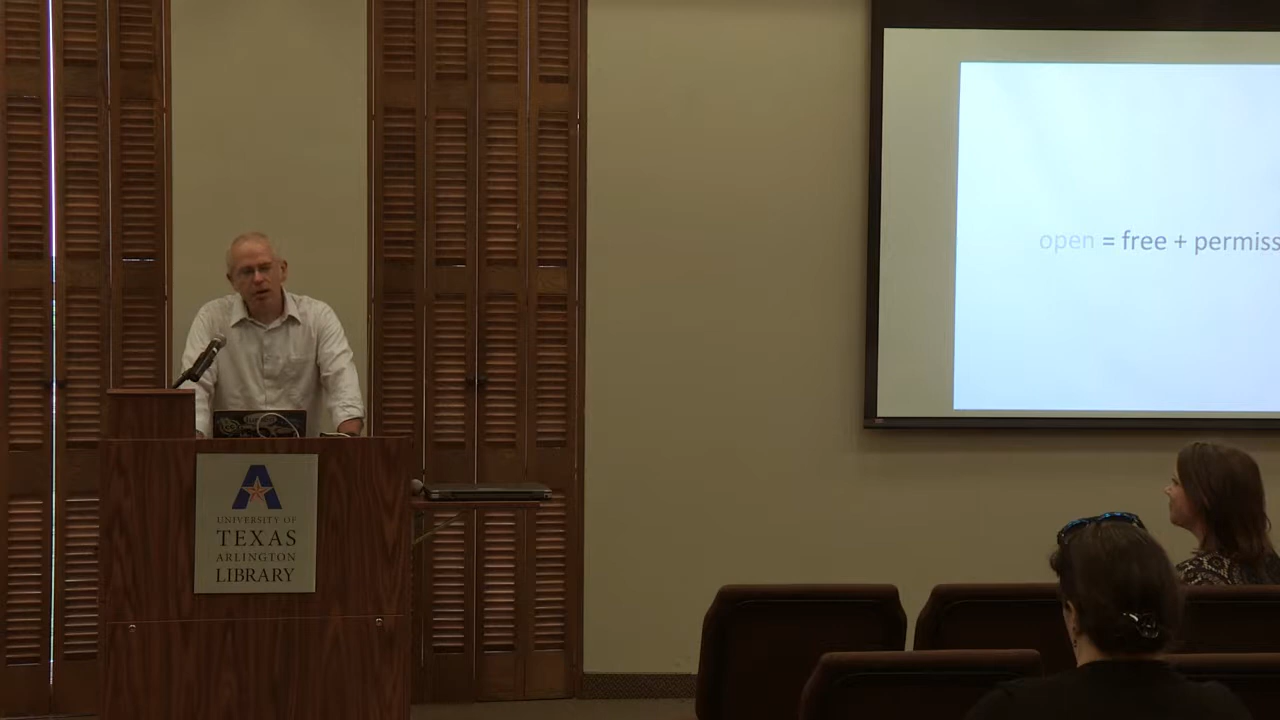 open = free + permiss
UNIVERSITY OF
TEXAS
ARLINGTON
LIBRARY